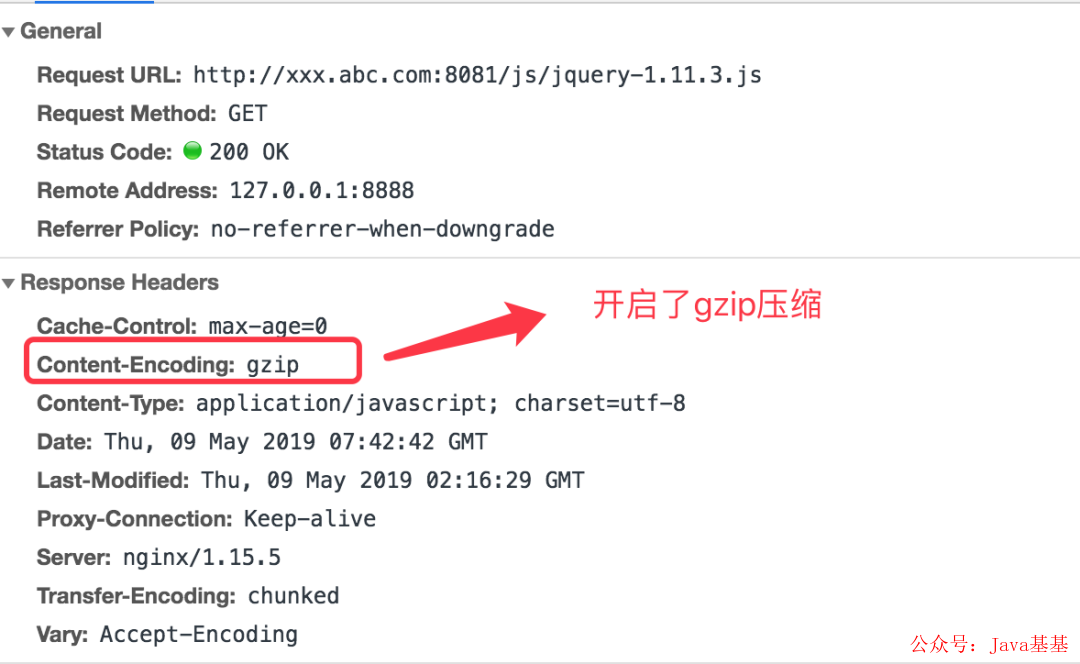 General
Request URL: http://xxx.abc.com:8081/js/jquery-1.11.3.js
Request Method: GET
Status Code: 200 OK
Remote Address: 127.0.0.1:8888
Referrer Policy: no-referrer-when-downgrade
Response Headers
Cache-Control: max-age=0
Content-Encoding: gzip
开启了gzip压缩
Content-Type: application/javascript; charset=utf-8
Date: Thu, 09 May 2019 07:42:42 GMT
Last-Modified: Thu, 09 May 2019 02:16:29 GMT
Proxy-Connection: Keep-alive
Server: nginx/1.15.5
Transfer-Encoding: chunked
Vary: Accept-Encoding
公众号：Java基基